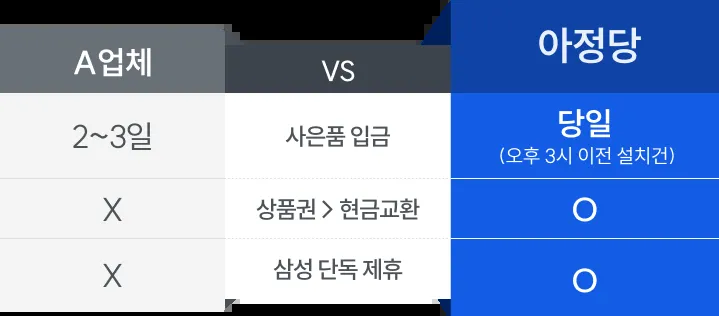 A업체
VS
아정당
2~3일
사은품 입금
당일
(오후 3시 이전 설치건)
X
상품권 > 현금교환
O
X
삼성 단독 제휴
O